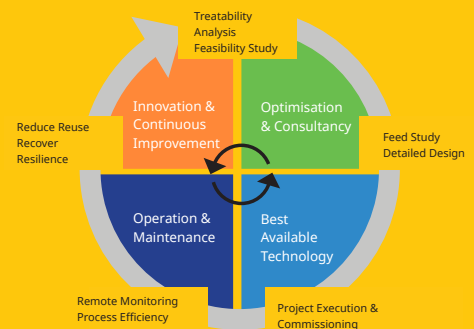 Treatability
Analysis
Feasibility Study
Innovation &
Continuous
Improvement
Optimisation
& Consultancy
Reduce Reuse
Recover
Resilience
Feed Study
Detailed Design
Operation &
Maintenance
Best
Available
Technology
Remote Monitoring
Process Efficiency
Project Execution &
Commissioning